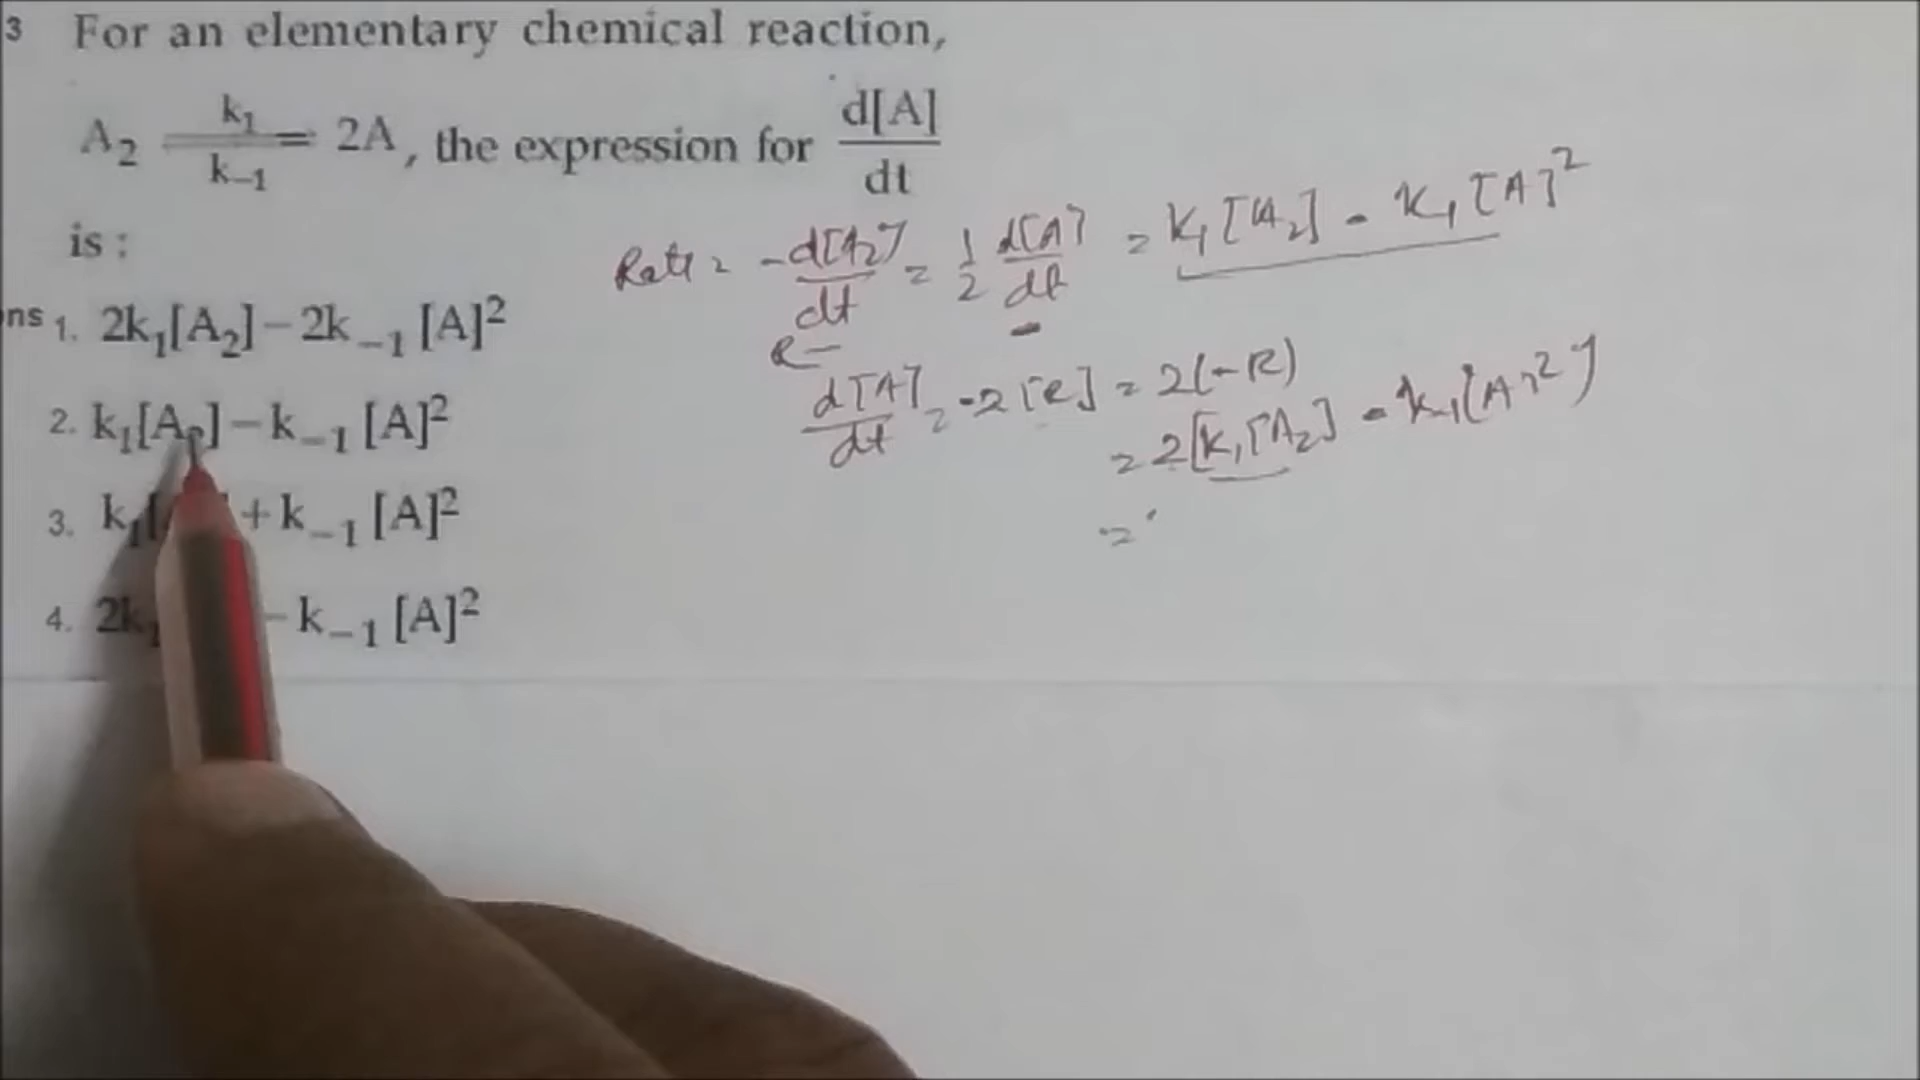 3 For an elementary chemical reaction,
A₂ k₁ / k₋₁ = 2A, the expression for d[A]/dt
is :
ns 1. 2k₁[A₂] – 2k₋₁ [A]²
2. k₁[A₂] – k₋₁ [A]²
3. k₁[ + k₋₁ [A]²
4. 2k₁ – k₋₁ [A]²
Rate = -d[A₂]/dt = 1/2 d[A]/dt = K₁[A₂] - K₁[A]²
R –
d[A]/dt = -2[R] = 2(-R)
= 2[K₁[A₂] - K₋₁[A]²]
=